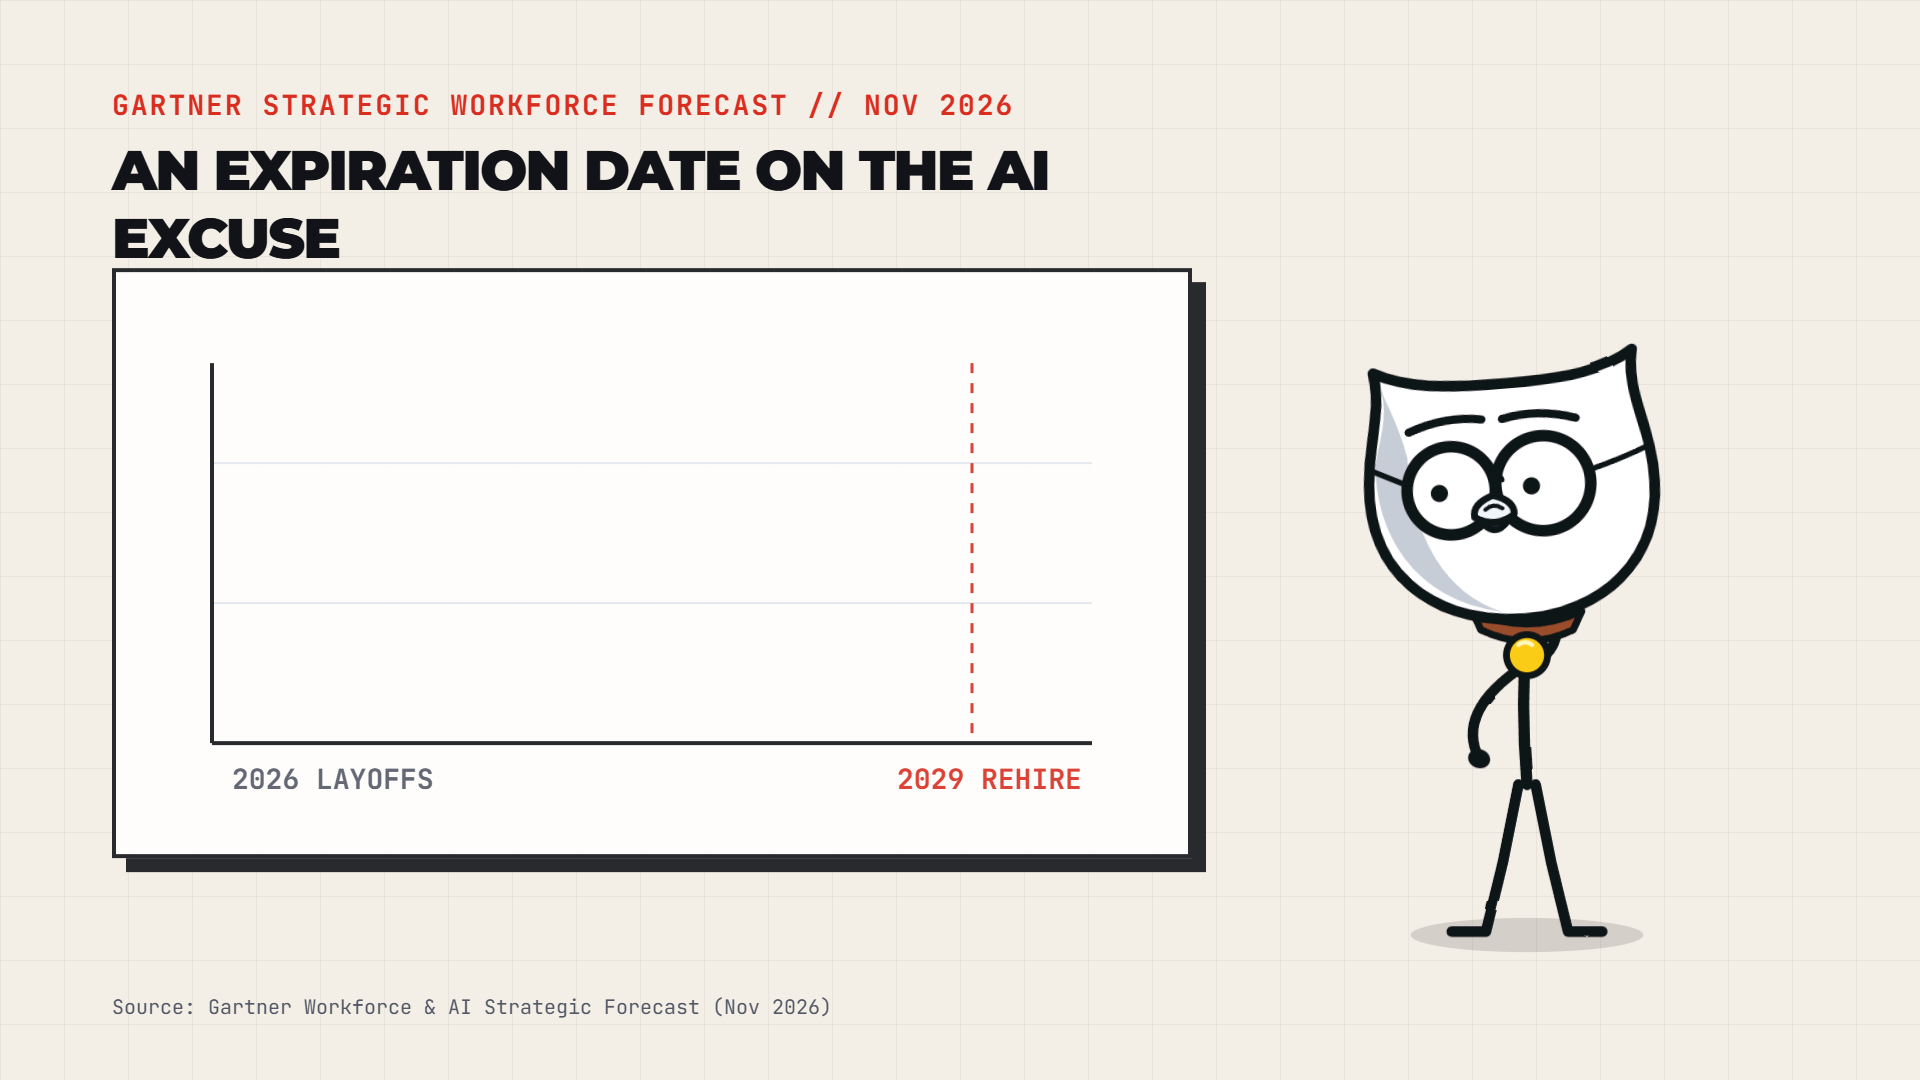 GARTNER STRATEGIC WORKFORCE FORECAST // NOV 2026
AN EXPIRATION DATE ON THE AI
EXCUSE
2026 LAYOFFS
2029 REHIRE
Source: Gartner Workforce & AI Strategic Forecast (Nov 2026)